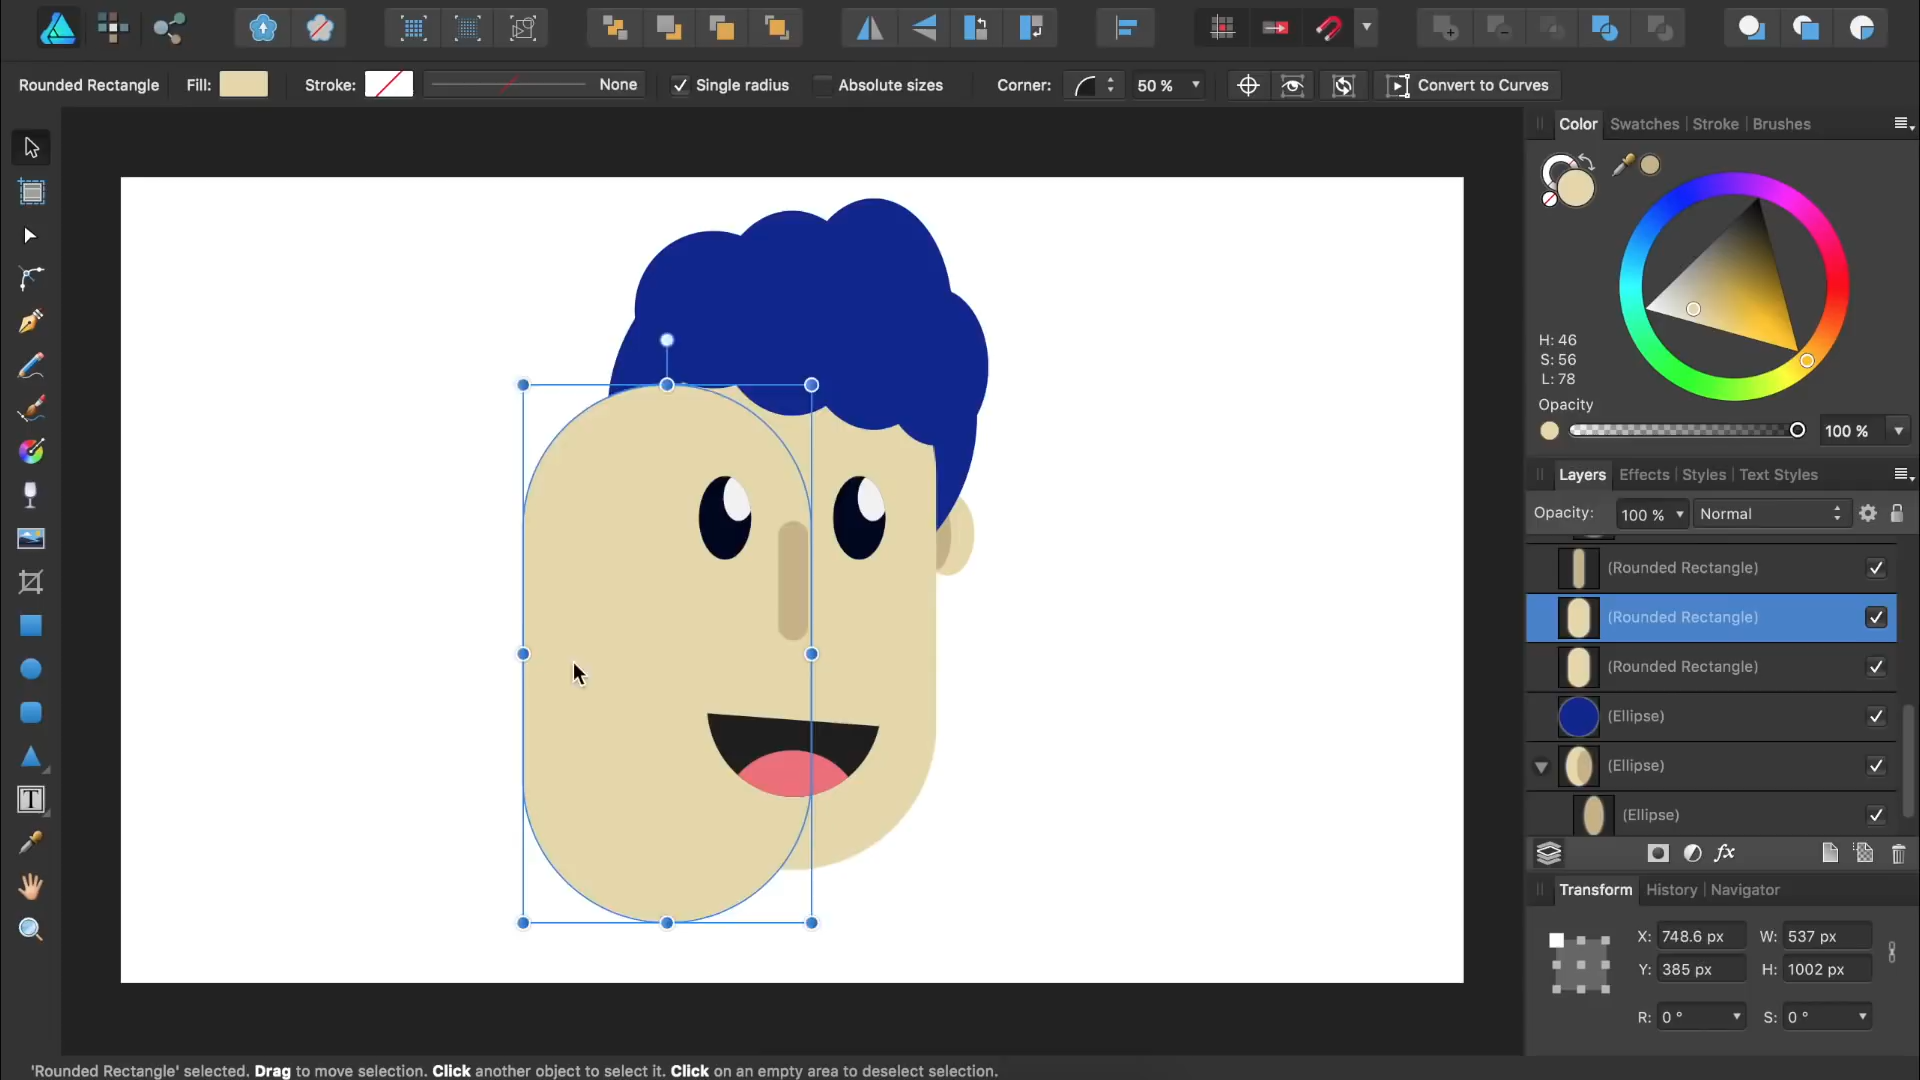 Rounded Rectangle Fill: Stroke: None Single radius Absolute sizes Corner: 50 % Convert to Curves
Color Swatches Stroke Brushes
H: 46
S: 56
L: 78
Opacity
100 %
Layers Effects Styles Text Styles
Opacity: 100 % Normal
(Rounded Rectangle)
(Rounded Rectangle)
(Rounded Rectangle)
(Ellipse)
(Ellipse)
(Ellipse)
fx
Transform History Navigator
X: 748.6 px W: 537 px
Y: 385 px H: 1002 px
R: 0 ° S: 0 °
T
'Rounded Rectangle' selected. Drag to move selection. Click another object to select it. Click on an empty area to deselect selection.